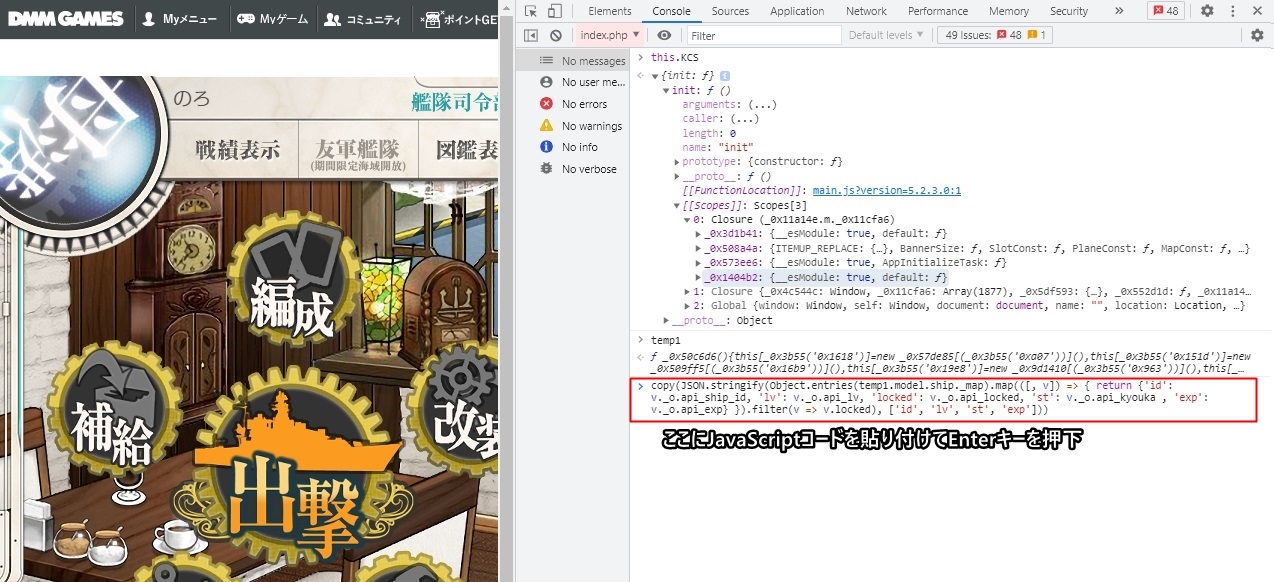 DMM GAMES Myメニュー Myゲーム コミュニティ ポイントGE
のろ
艦隊司令部
戦績表示 友軍艦隊 図鑑表
(期間限定海域開放)
編成
補給
改装
出撃
Elements Console Sources Application Network Performance Memory Security » 48
index.php ▼ Filter Default levels ▼ 49 Issues: 48 1
No messages
No user me...
No errors
No warnings
No info
No verbose
> this.KCS
<· ▼{init: ƒ} i
▼init: ƒ ()
arguments: (...)
caller: (...)
length: 0
name: "init"
▶prototype: {constructor: ƒ}
▶__proto__: ƒ ()
[[FunctionLocation]]: main.js?version=5.2.3.0:1
▼[[Scopes]]: Scopes[3]
▼0: Closure (_0x11a14e.m._0x11cfa6)
▶_0x3d1b41: {__esModule: true, default: ƒ}
▶_0x508a4a: {ITEMUP_REPLACE: {…}, BannerSize: ƒ, SlotConst: ƒ, PlaneConst: ƒ, MapConst: ƒ, …}
▶_0x573ee6: {__esModule: true, AppInitializeTask: ƒ}
▶_0x1404b2: {__esModule: true, default: ƒ}
▶1: Closure {_0x4c544c: Window, _0x11cfa6: Array(1877), _0x5df593: {…}, _0x552d1d: ƒ, _0x11a14…
▶2: Global {window: Window, self: Window, document: document, name: "", location: Location, …}
▶__proto__: Object
> temp1
<· ƒ _0x50c6d6(){this[_0x3b55('0x1618')]=new _0x57de85[(_0x3b55('0xa07'))](),this[_0x3b55('0x151d')]=new
_0x509ff5[(_0x3b55('0x16b9'))](),this[_0x3b55('0x19e8')]=new _0x9d1410[(_0x3b55('0x963'))](),this[_…
> copy(JSON.stringify(Object.entries(temp1.model.ship._map).map(([, v]) => { return {'id':
v._o.api_ship_id, 'lv': v._o.api_lv, 'locked': v._o.api_locked, 'st': v._o.api_kyouka , 'exp':
v._o.api_exp} }).filter(v => v.locked), ['id', 'lv', 'st', 'exp']))
ここにJavaScriptコードを貼り付けてEnterキーを押下